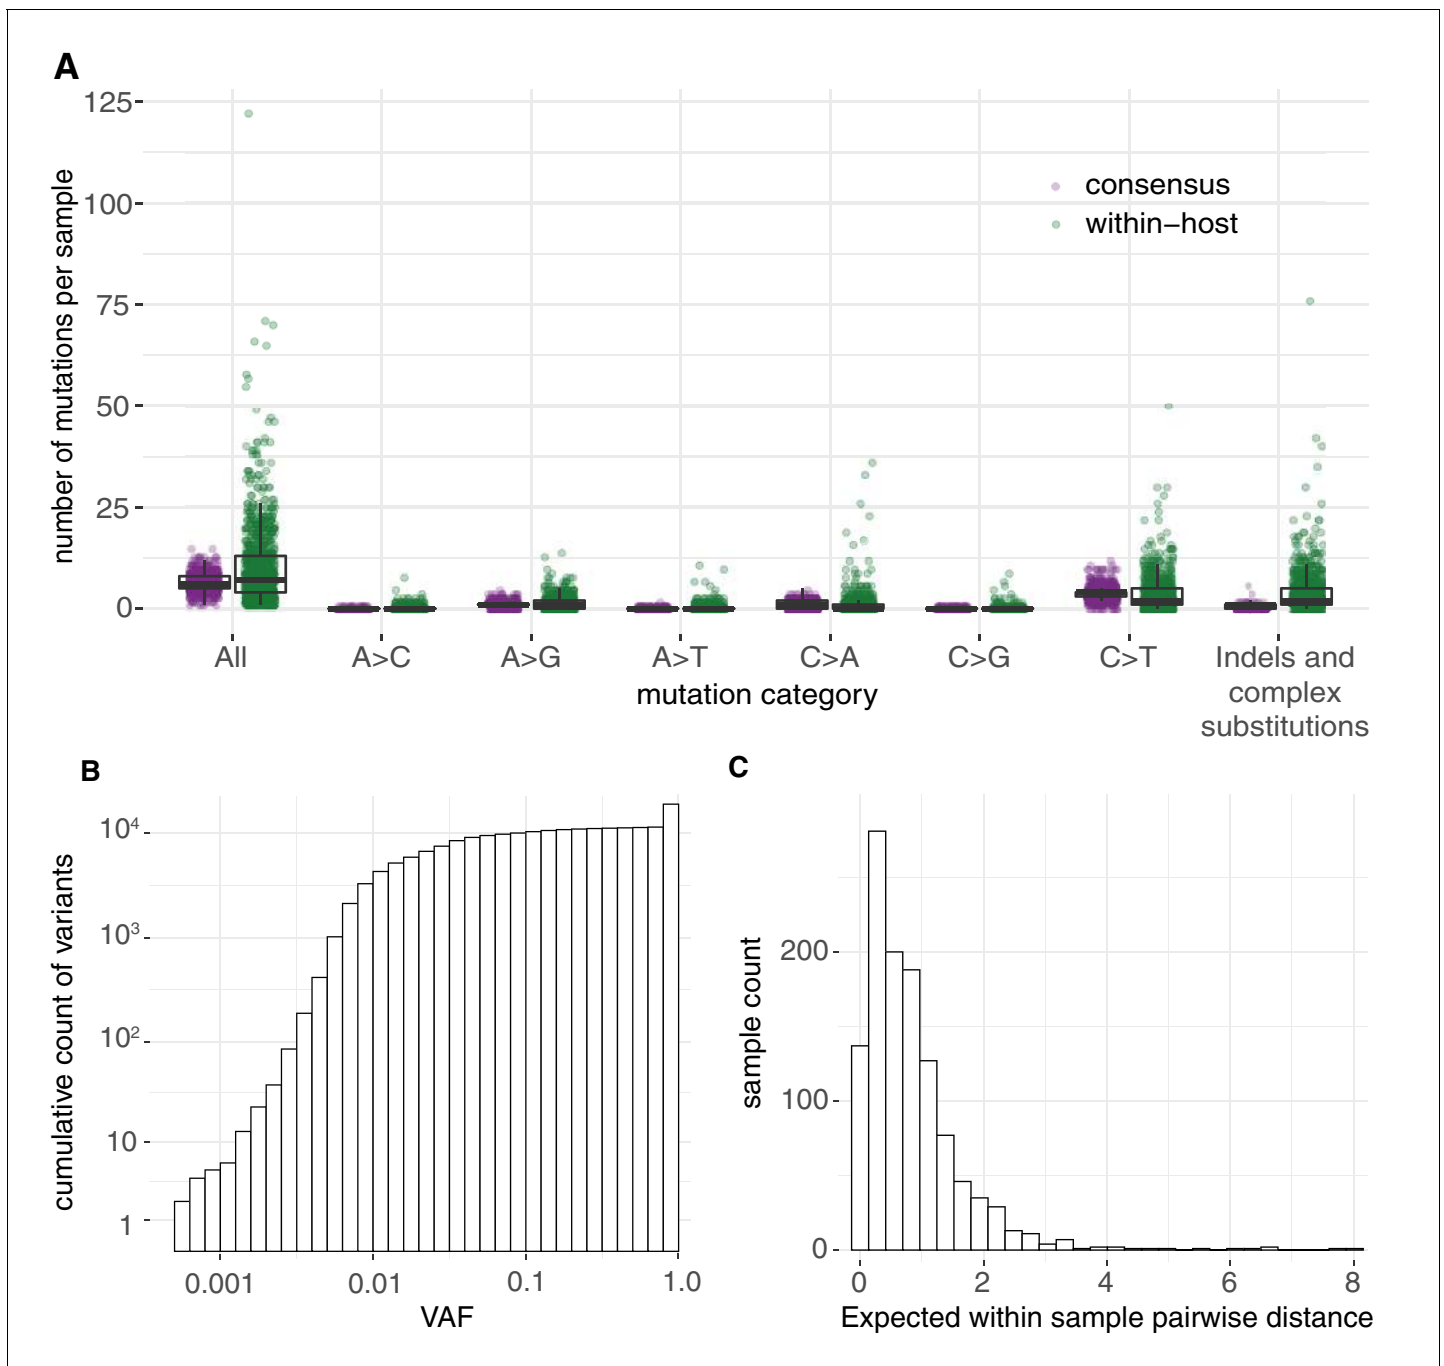 A
number of mutations per sample
125
100
75
50
25
0
consensus
within−host
All
A>C
A>G
A>T
C>A
C>G
C>T
Indels and
complex
substitutions
mutation category
B
cumulative count of variants
10⁴
10³
10²
10
1
0.001
0.01
0.1
1.0
VAF
C
sample count
200
100
0
0
2
4
6
8
Expected within sample pairwise distance